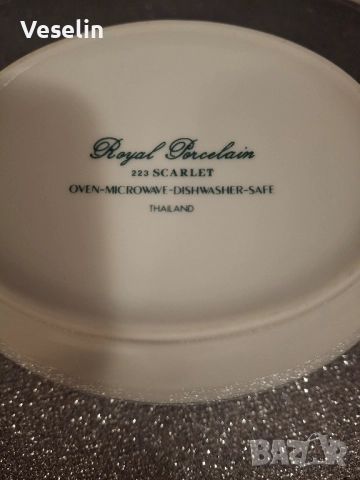 Veselin
Royal Porcelain
223 SCARLET
OVEN-MICROWAVE-DISHWASHER-SAFE
THAILAND
BAZAR